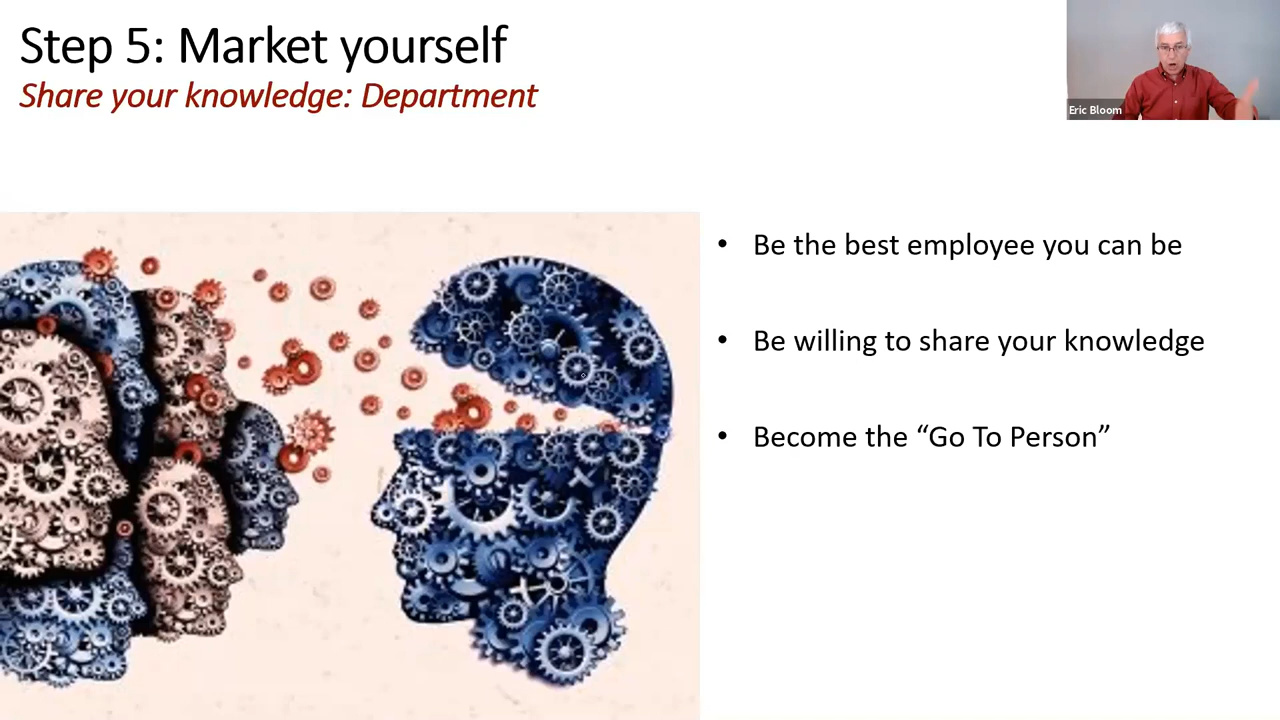 Step 5: Market yourself
Share your knowledge: Department
Eric Bloom
• Be the best employee you can be
• Be willing to share your knowledge
• Become the “Go To Person”